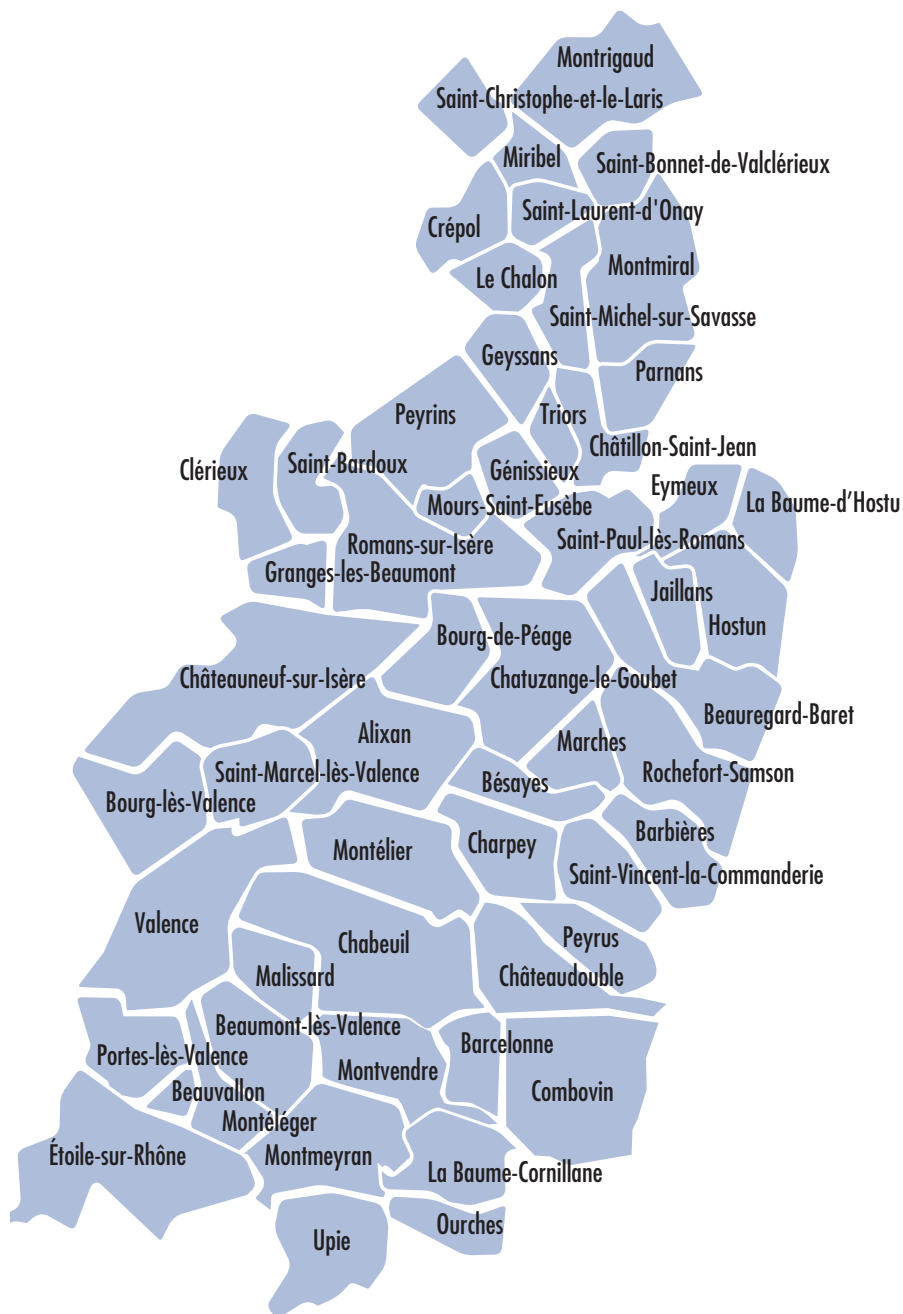 Montrigaud
Saint-Christophe-et-le-Laris
Miribel
Saint-Bonnet-de-Valclérieux
Saint-Laurent-d'Onay
Crépol
Montmiral
Le Chalon
Saint-Michel-sur-Savasse
Geyssans
Parnans
Peyrins
Triors
Châtillon-Saint-Jean
Clérieux
Saint-Bardoux
Génissieux
Eymeux
La Baume-d'Hostu
Mours-Saint-Eusèbe
Romans-sur-Isère
Saint-Paul-lès-Romans
Granges-les-Beaumont
Jaillans
Hostun
Bourg-de-Péage
Châteauneuf-sur-Isère
Chatuzange-le-Goubet
Beauregard-Baret
Alixan
Marches
Saint-Marcel-lès-Valence
Rochefort-Samson
Bésayes
Bourg-lès-Valence
Barbières
Montélier
Charpey
Saint-Vincent-la-Commanderie
Valence
Peyrus
Chabeuil
Malissard
Châteaudouble
Beaumont-lès-Valence
Barcelonne
Portes-lès-Valence
Montvendre
Combovin
Beauvallon
Montéléger
Étoile-sur-Rhône
Montmeyran
La Baume-Cornillane
Ourches
Upie